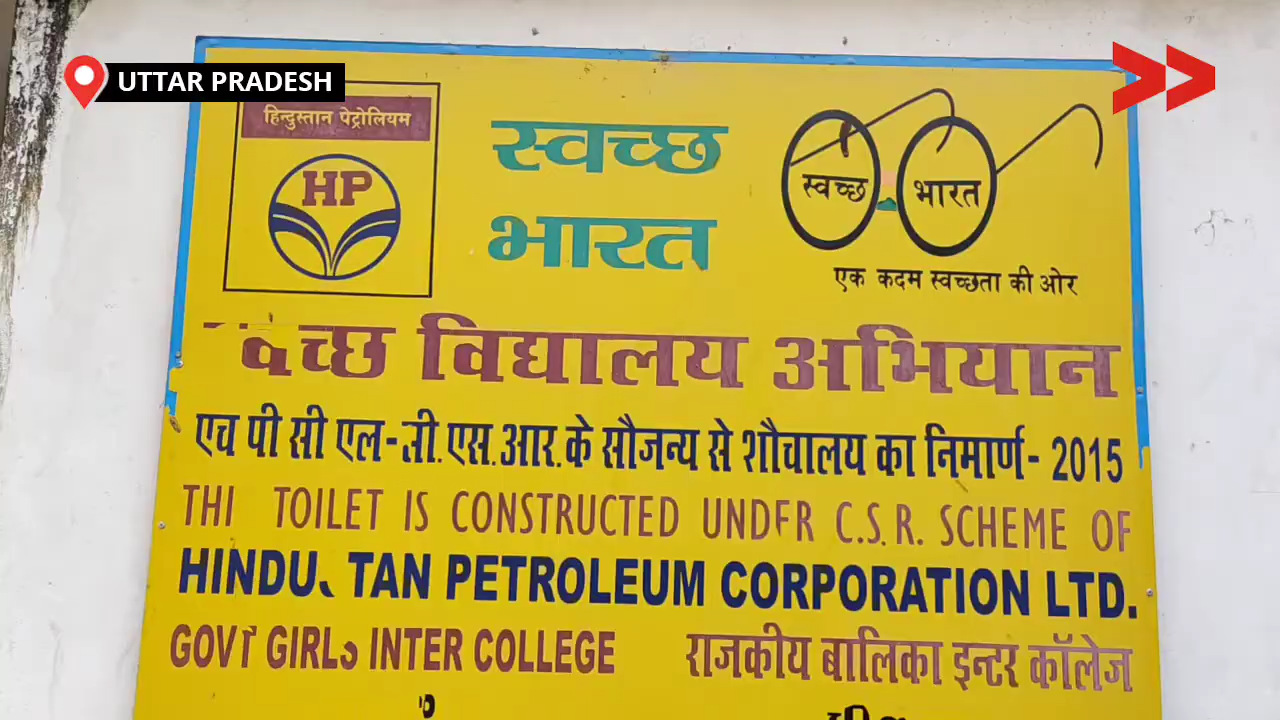 UTTAR PRADESH
हिन्दुस्तान पेट्रोलियम
HP
स्वच्छ
भारत
स्वच्छ भारत
एक कदम स्वच्छता की ओर
विद्यालय अभियान
एच पी सी एल-सी.एस.आर.के सौजन्य से शौचालय का निमार्ण- 2015
THI TOILET IS CONSTRUCTED UNDER C.S.R. SCHEME OF
HINDU TAN PETROLEUM CORPORATION LTD.
GOVT GIRLS INTER COLLEGE राजकीय बालिका इन्टर कॉलेज